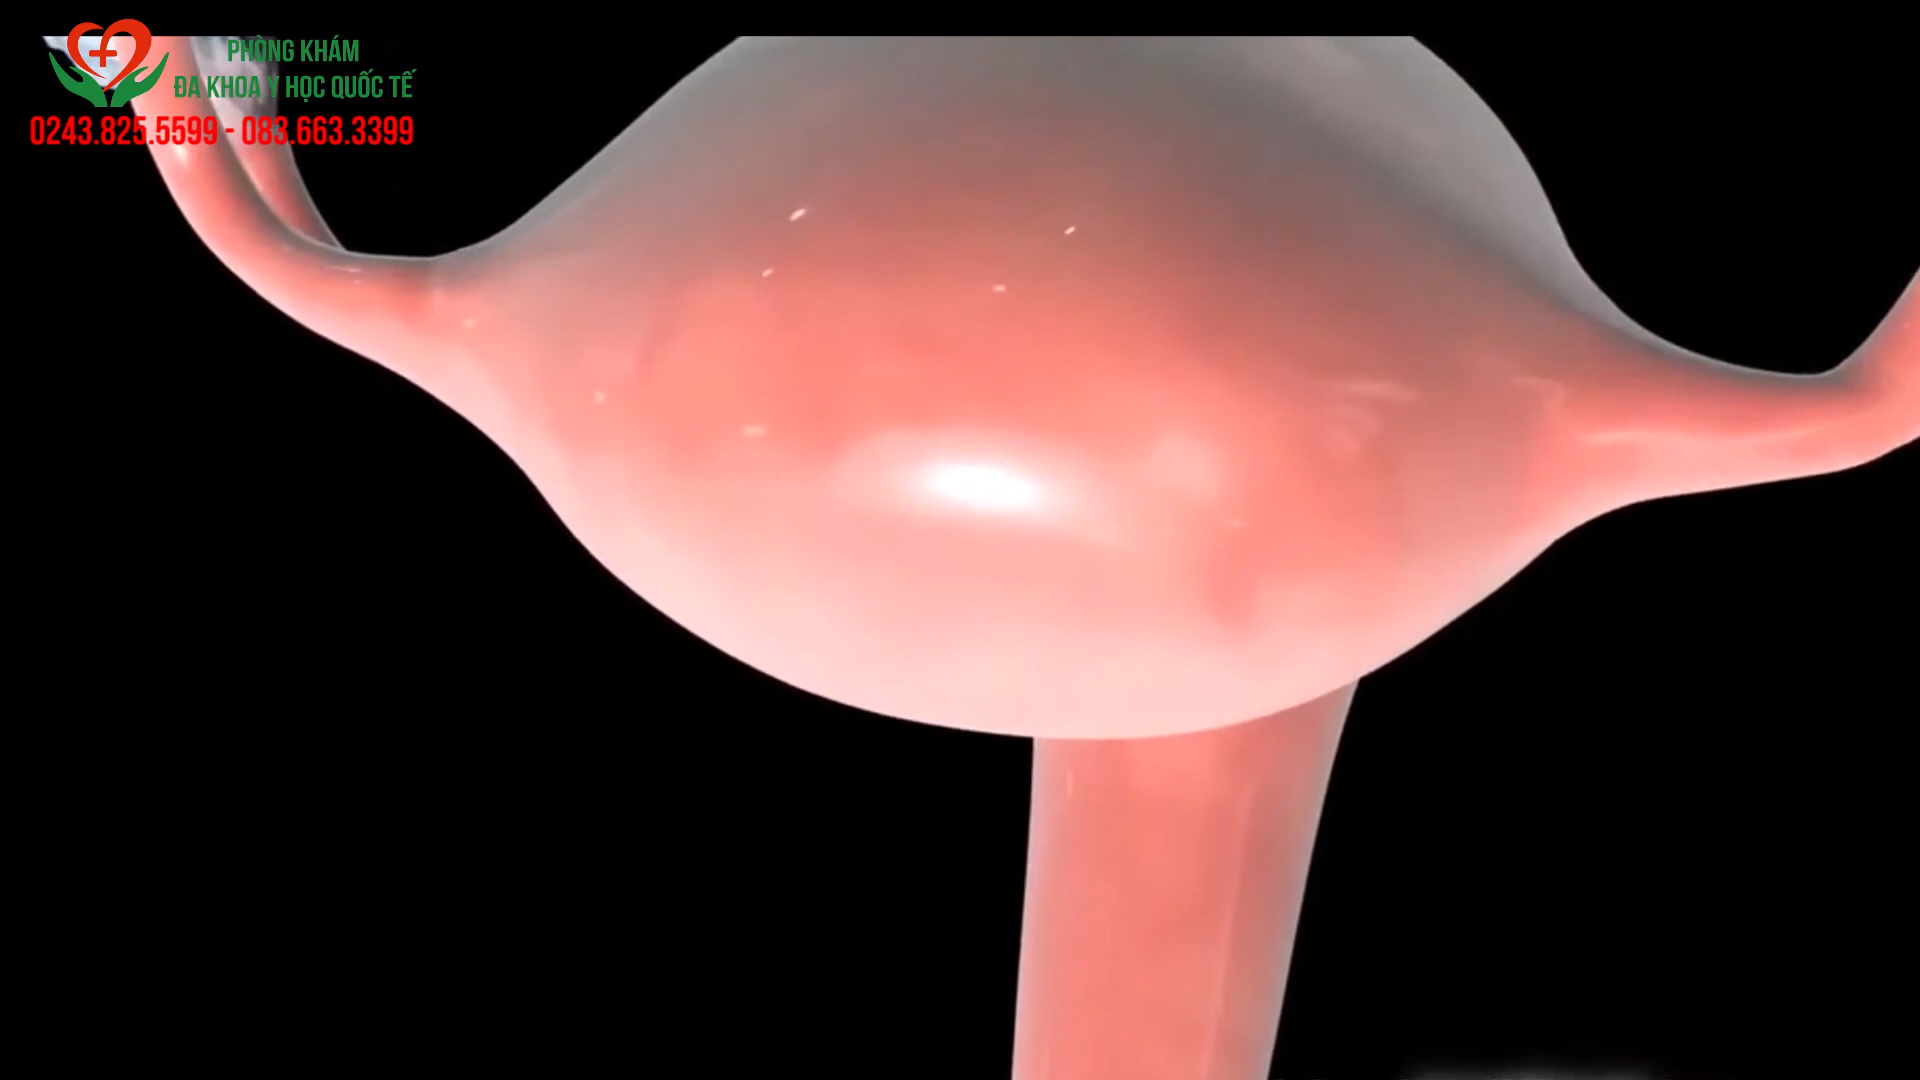 PHÒNG KHÁM
ĐA KHOA Y HỌC QUỐC TẾ
0243.825.5599 - 083.663.3399